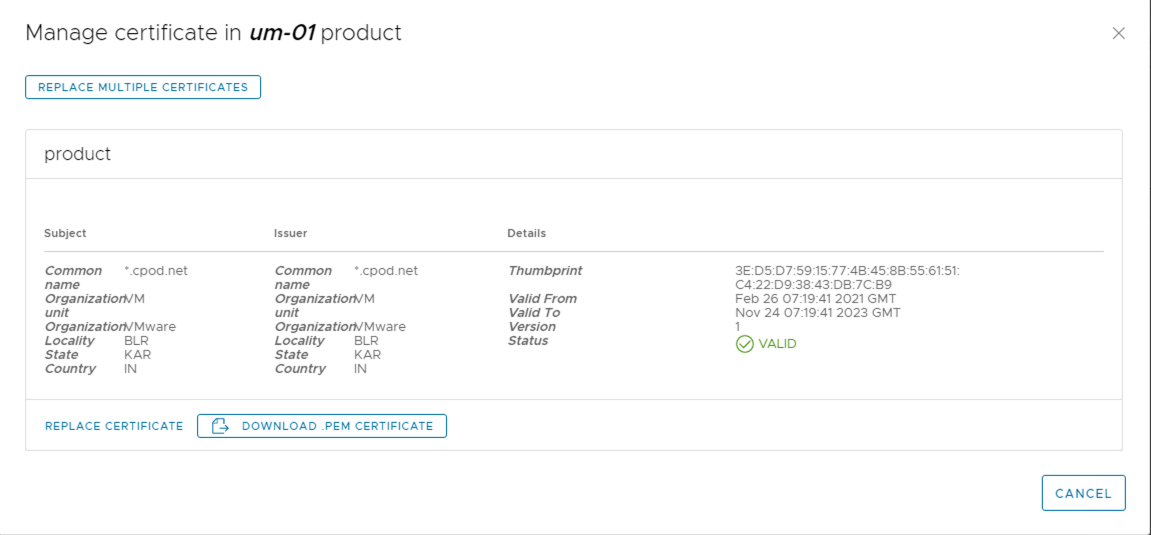 Manage certificate in um-01 product
REPLACE MULTIPLE CERTIFICATES
product
Subject Issuer Details
Common *.cpod.net Common *.cpod.net Thumbprint 3E:D5:D7:59:15:77:4B:45:8B:55:61:51:
name name C4:22:D9:38:43:DB:7C:B9
Organization VM Organization VM Valid From Feb 26 07:19:41 2021 GMT
unit unit Valid To Nov 24 07:19:41 2023 GMT
Organization VMware Organization VMware Version 1
Locality BLR Locality BLR Status VALID
State KAR State KAR
Country IN Country IN
REPLACE CERTIFICATE DOWNLOAD .PEM CERTIFICATE
CANCEL